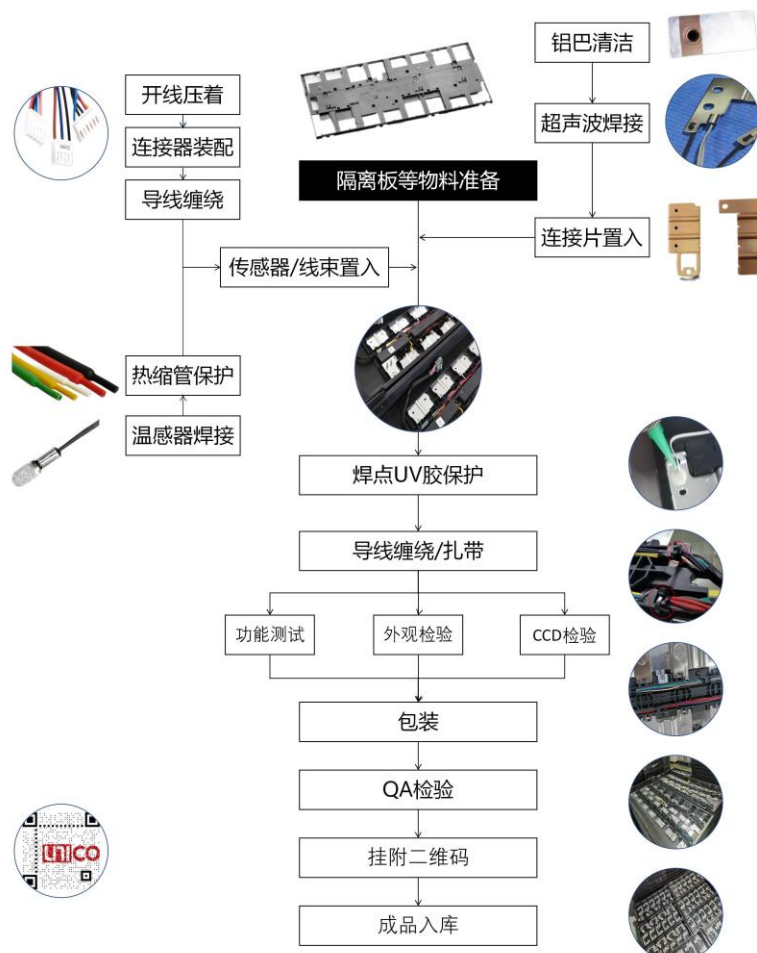 铝巴清洁
开线压着
超声波焊接
连接器装配
隔离板等物料准备
导线缠绕
连接片置入
传感器/线束置入
热缩管保护
温感器焊接
焊点UV胶保护
导线缠绕/扎带
功能测试
外观检验
CCD检验
包装
QA检验
UNICO
挂附二维码
成品入库